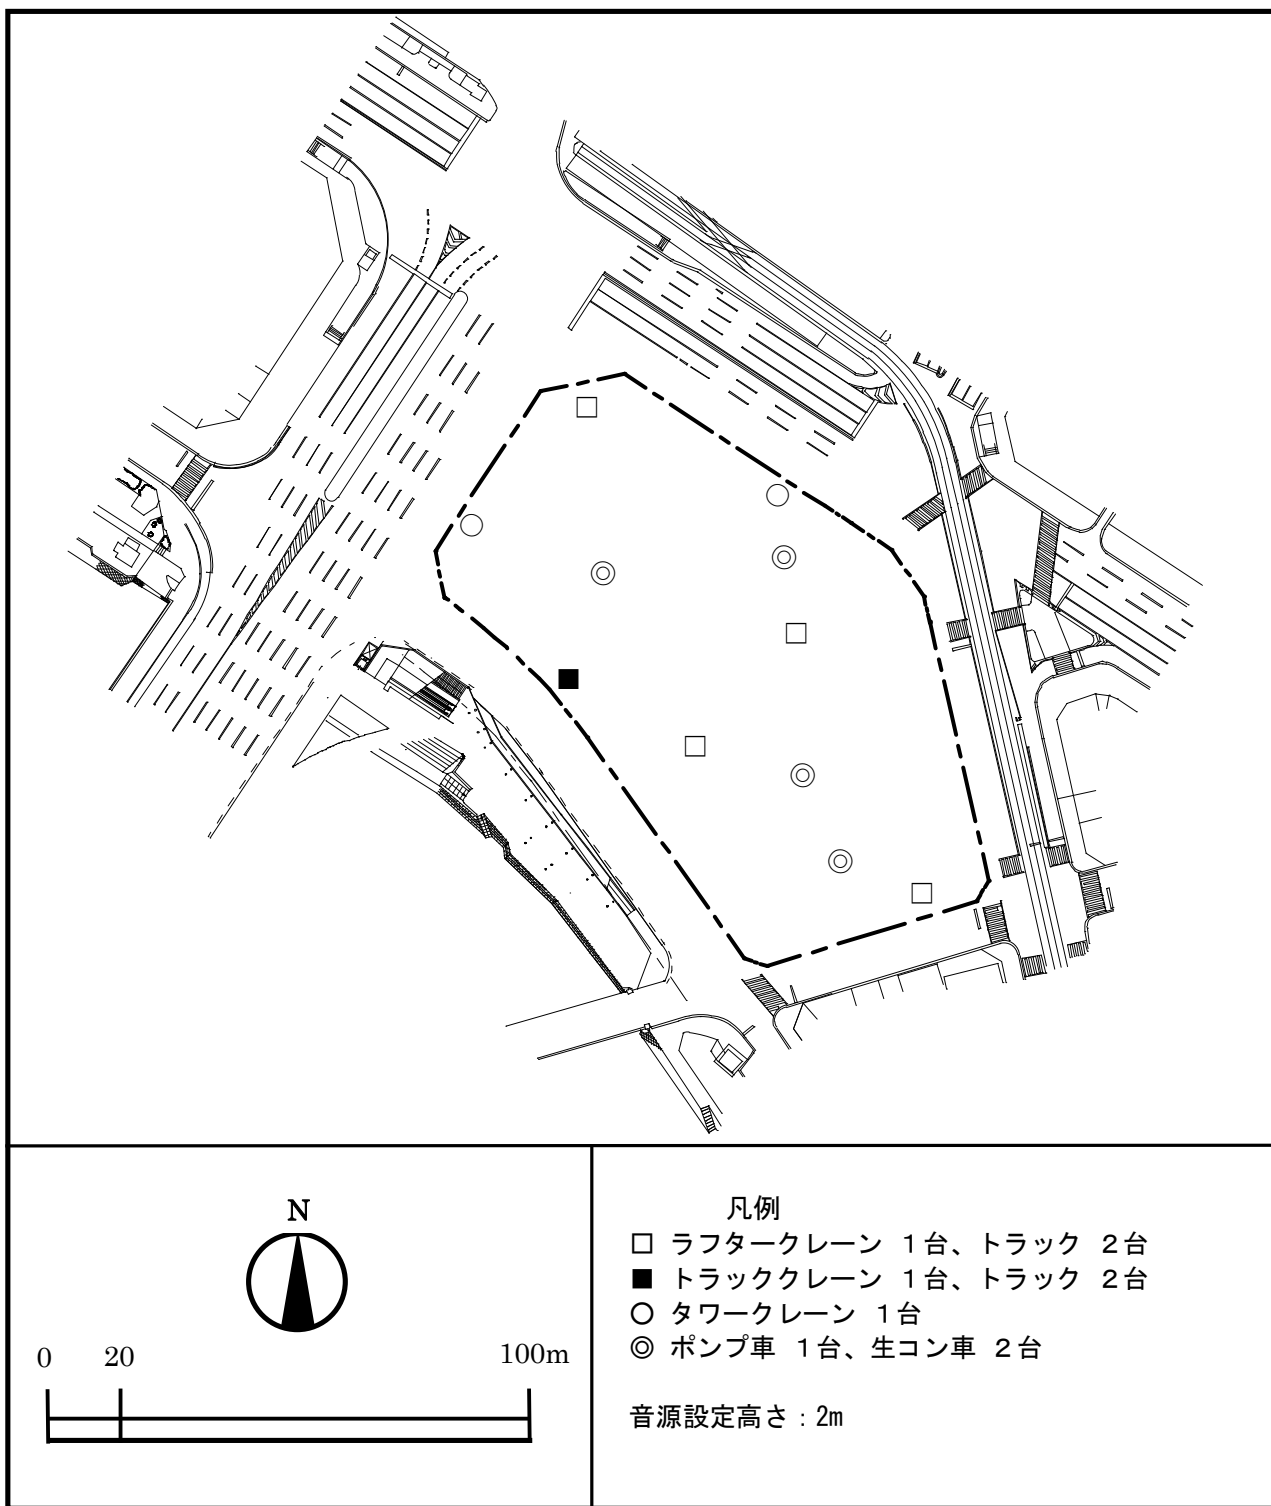 N
0 20 100m
凡例
□ ラフタークレーン 1台、トラック 2台
■ トラッククレーン 1台、トラック 2台
○ タワークレーン 1台
◎ ポンプ車 1台、生コン車 2台
音源設定高さ:2m